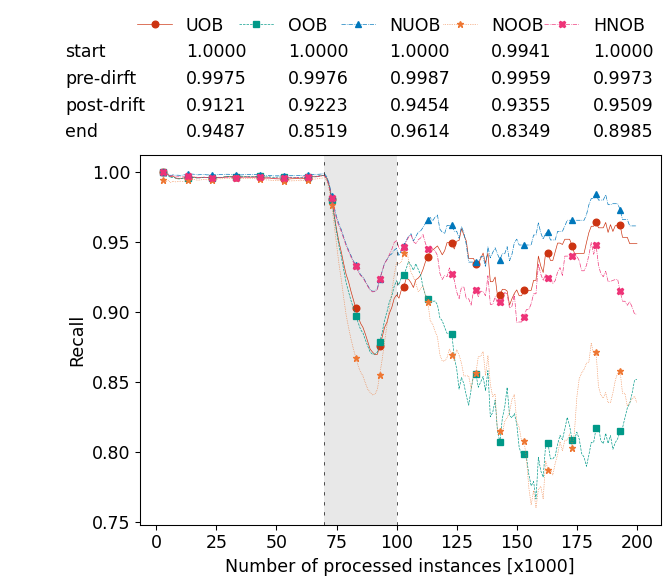 UOB OOB NUOB NOOB HNOB
start 1.0000 1.0000 1.0000 0.9941 1.0000
pre-dirft 0.9975 0.9976 0.9987 0.9959 0.9973
post-drift 0.9121 0.9223 0.9454 0.9355 0.9509
end 0.9487 0.8519 0.9614 0.8349 0.8985
1.00
0.95
0.90
0.85
0.80
0.75
Recall
0 25 50 75 100 125 150 175 200
Number of processed instances [x1000]